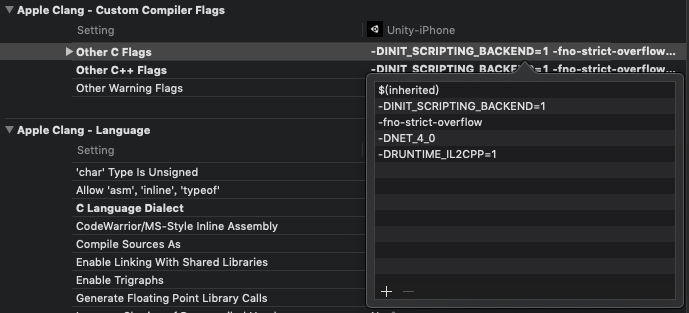 Apple Clang - Custom Compiler Flags
Setting Unity-iPhone
Other C Flags -DINIT_SCRIPTING_BACKEND=1 -fno-strict-overflow...
Other C++ Flags -DINIT_SCRIPTING_BACKEND=1 -fno-strict-overflow...
Other Warning Flags
$(inherited)
-DINIT_SCRIPTING_BACKEND=1
-fno-strict-overflow
-DNET_4_0
-DRUNTIME_IL2CPP=1
Apple Clang - Language
Setting
'char' Type Is Unsigned
Allow 'asm', 'inline', 'typeof'
C Language Dialect
CodeWarrior/MS-Style Inline Assembly
Compile Sources As
Enable Linking With Shared Libraries
Enable Trigraphs
Generate Floating Point Library Calls